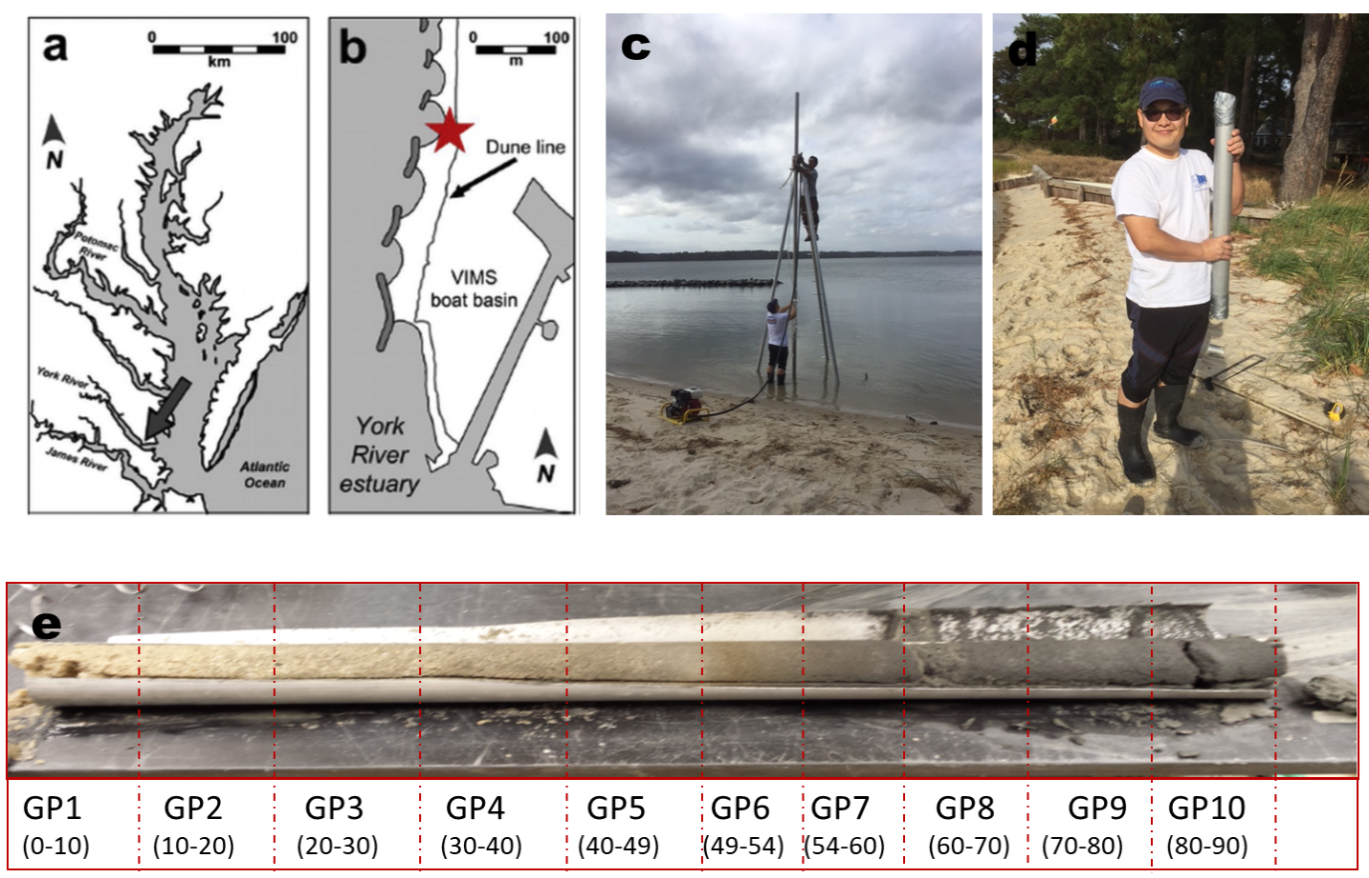 a
0 100
km
N
Potomac
River
York River
James River
Atlantic
Ocean
b
0 100
m
Dune line
VIMS
boat basin
York
River
estuary
N
c
d
e
GP1 GP2 GP3 GP4 GP5 GP6 GP7 GP8 GP9 GP10
(0-10) (10-20) (20-30) (30-40) (40-49) (49-54) (54-60) (60-70) (70-80) (80-90)